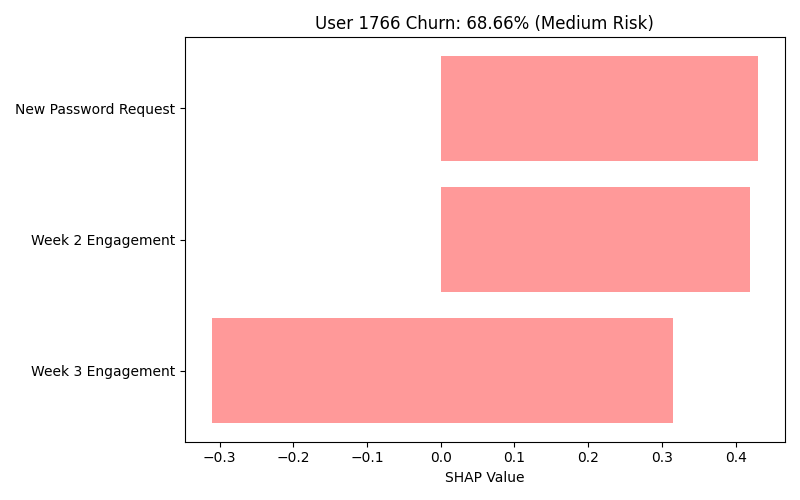 User 1766 Churn: 68.66% (Medium Risk)
New Password Request
Week 2 Engagement
Week 3 Engagement
−0.3 −0.2 −0.1 0.0 0.1 0.2 0.3 0.4
SHAP Value